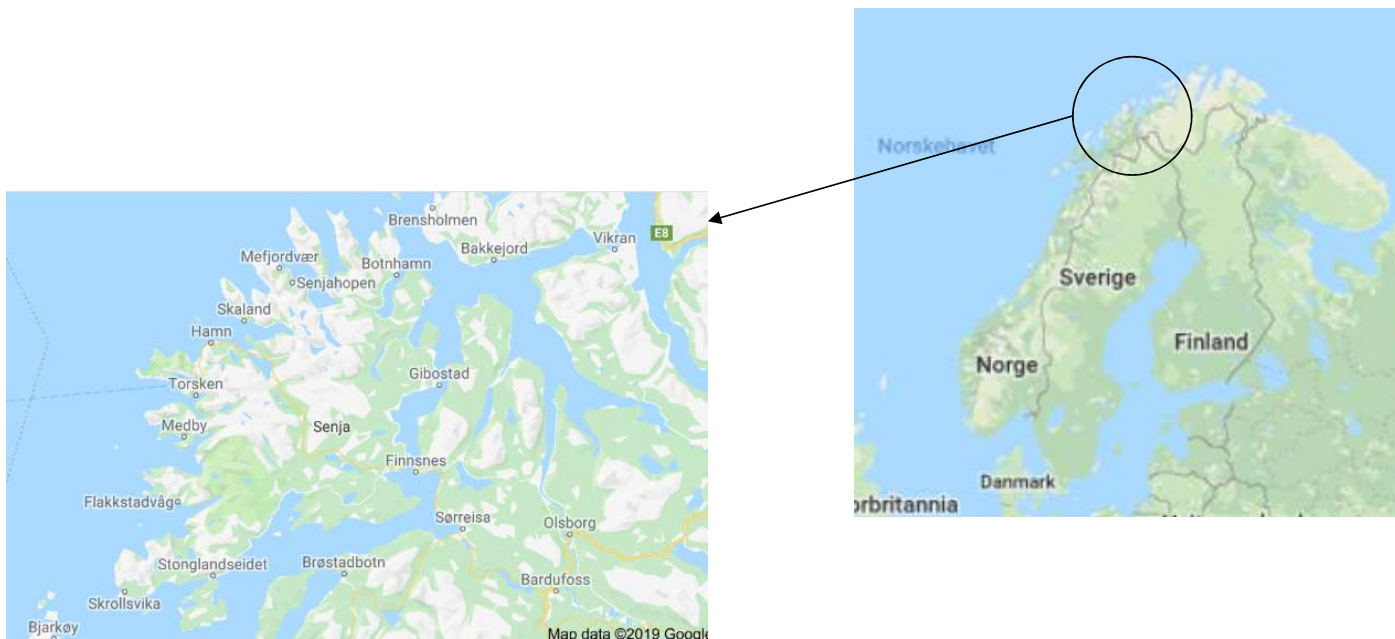 Norskehavet
Sverige
Finland
Norge
Danmark
orbritannia
Brensholmen
Vikran
E8
Bakkejord
Mefjordvær
Botnhamn
Senjahopen
Skaland
Hamn
Gibostad
Torsken
Medby
Senja
Finnsnes
Flakkstadvåg
Sørreisa
Olsborg
Stonglandseidet
Brøstadbotn
Bardufoss
Skrollsvika
Bjarkøy
Map data ©2019 Google